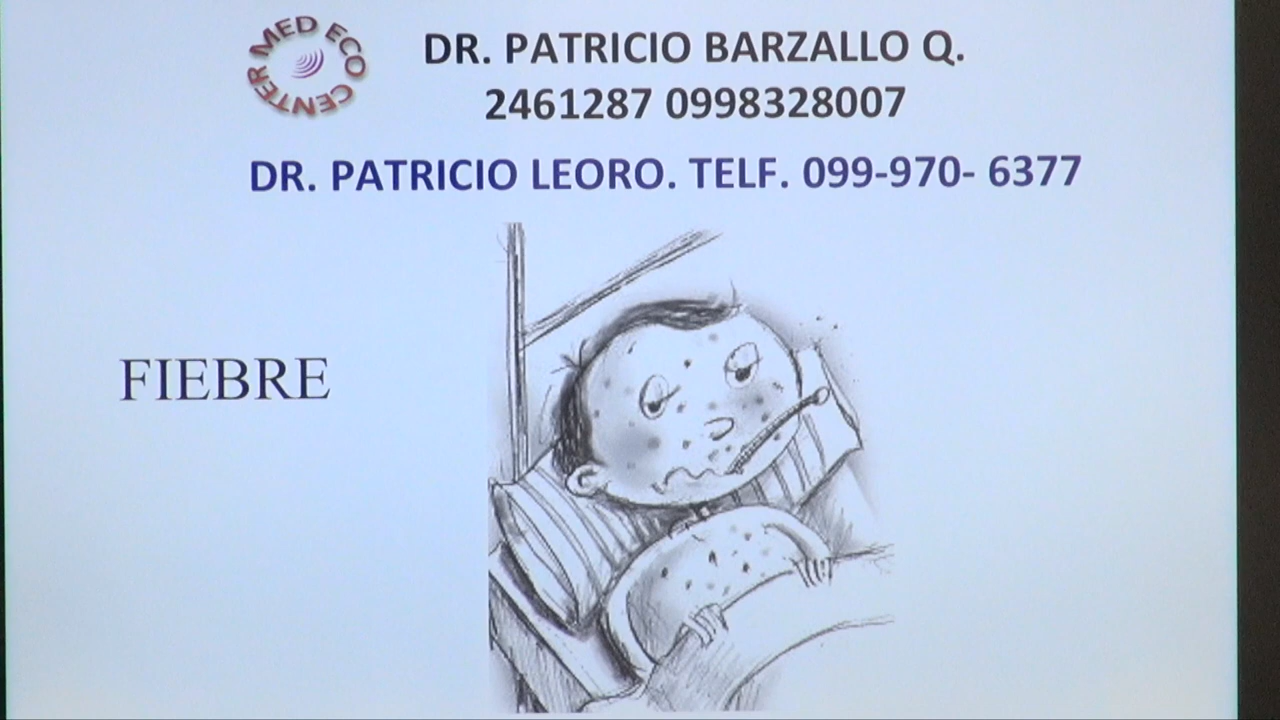 MED ECO CENTER
DR. PATRICIO BARZALLO Q.
2461287 0998328007
DR. PATRICIO LEORO. TELF. 099-970- 6377
FIEBRE